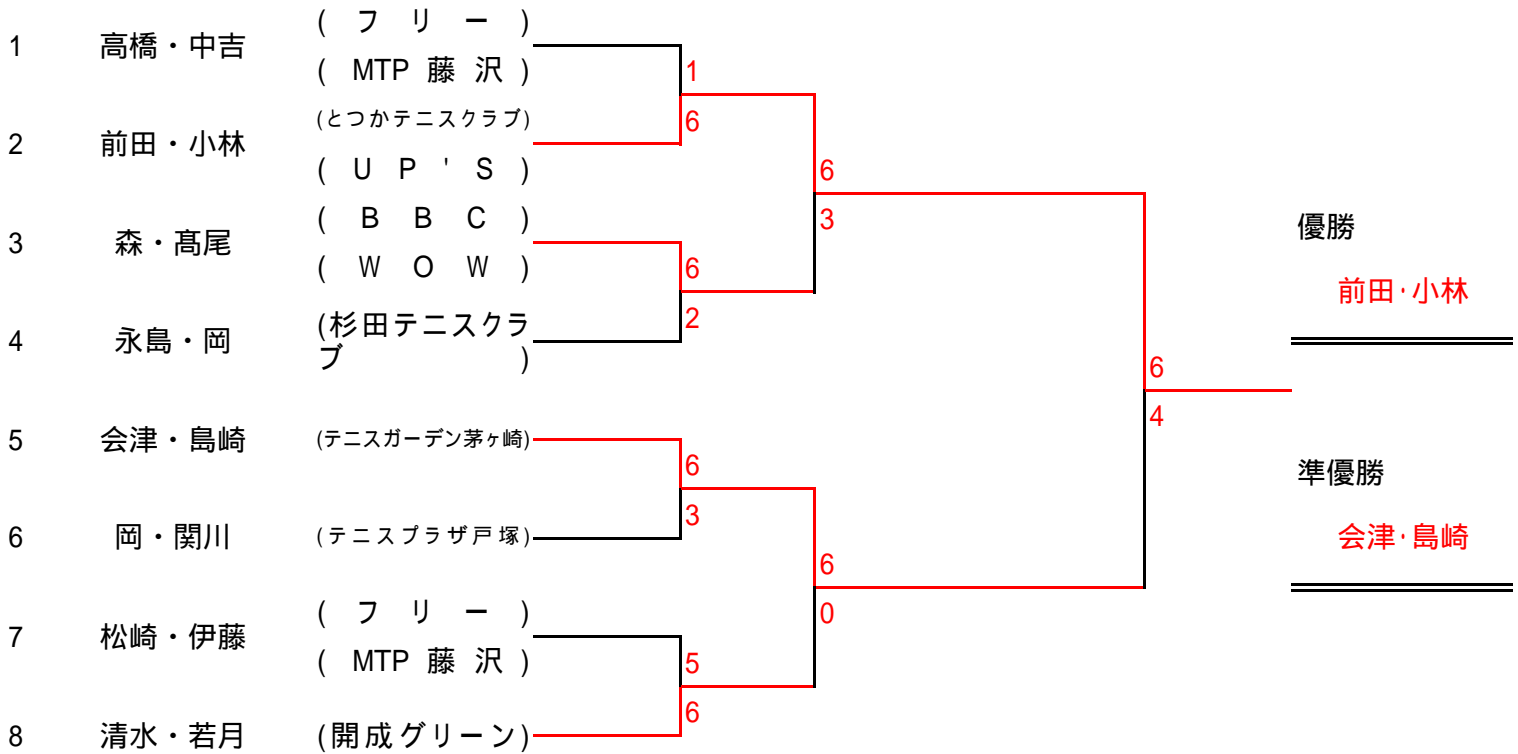 1 高橋・中吉 ( フ リ ー )
( MTP 藤 沢 )
1
2 前田・小林 (とつかテニスクラブ)
6
( U P ' S )
6
3 森・髙尾 ( B B C )
3
( W O W )
6
4 永島・岡 (杉田テニスクラ
ブ )
2
5 会津・島崎 (テニスガーデン茅ヶ崎)
6
6 岡・関川 (テニスプラザ戸塚)
3
6
0
7 松崎・伊藤 ( フ リ ー )
( MTP 藤 沢 )
5
8 清水・若月 (開成グリーン)
6
6
4
優勝
前田・小林
準優勝
会津・島崎